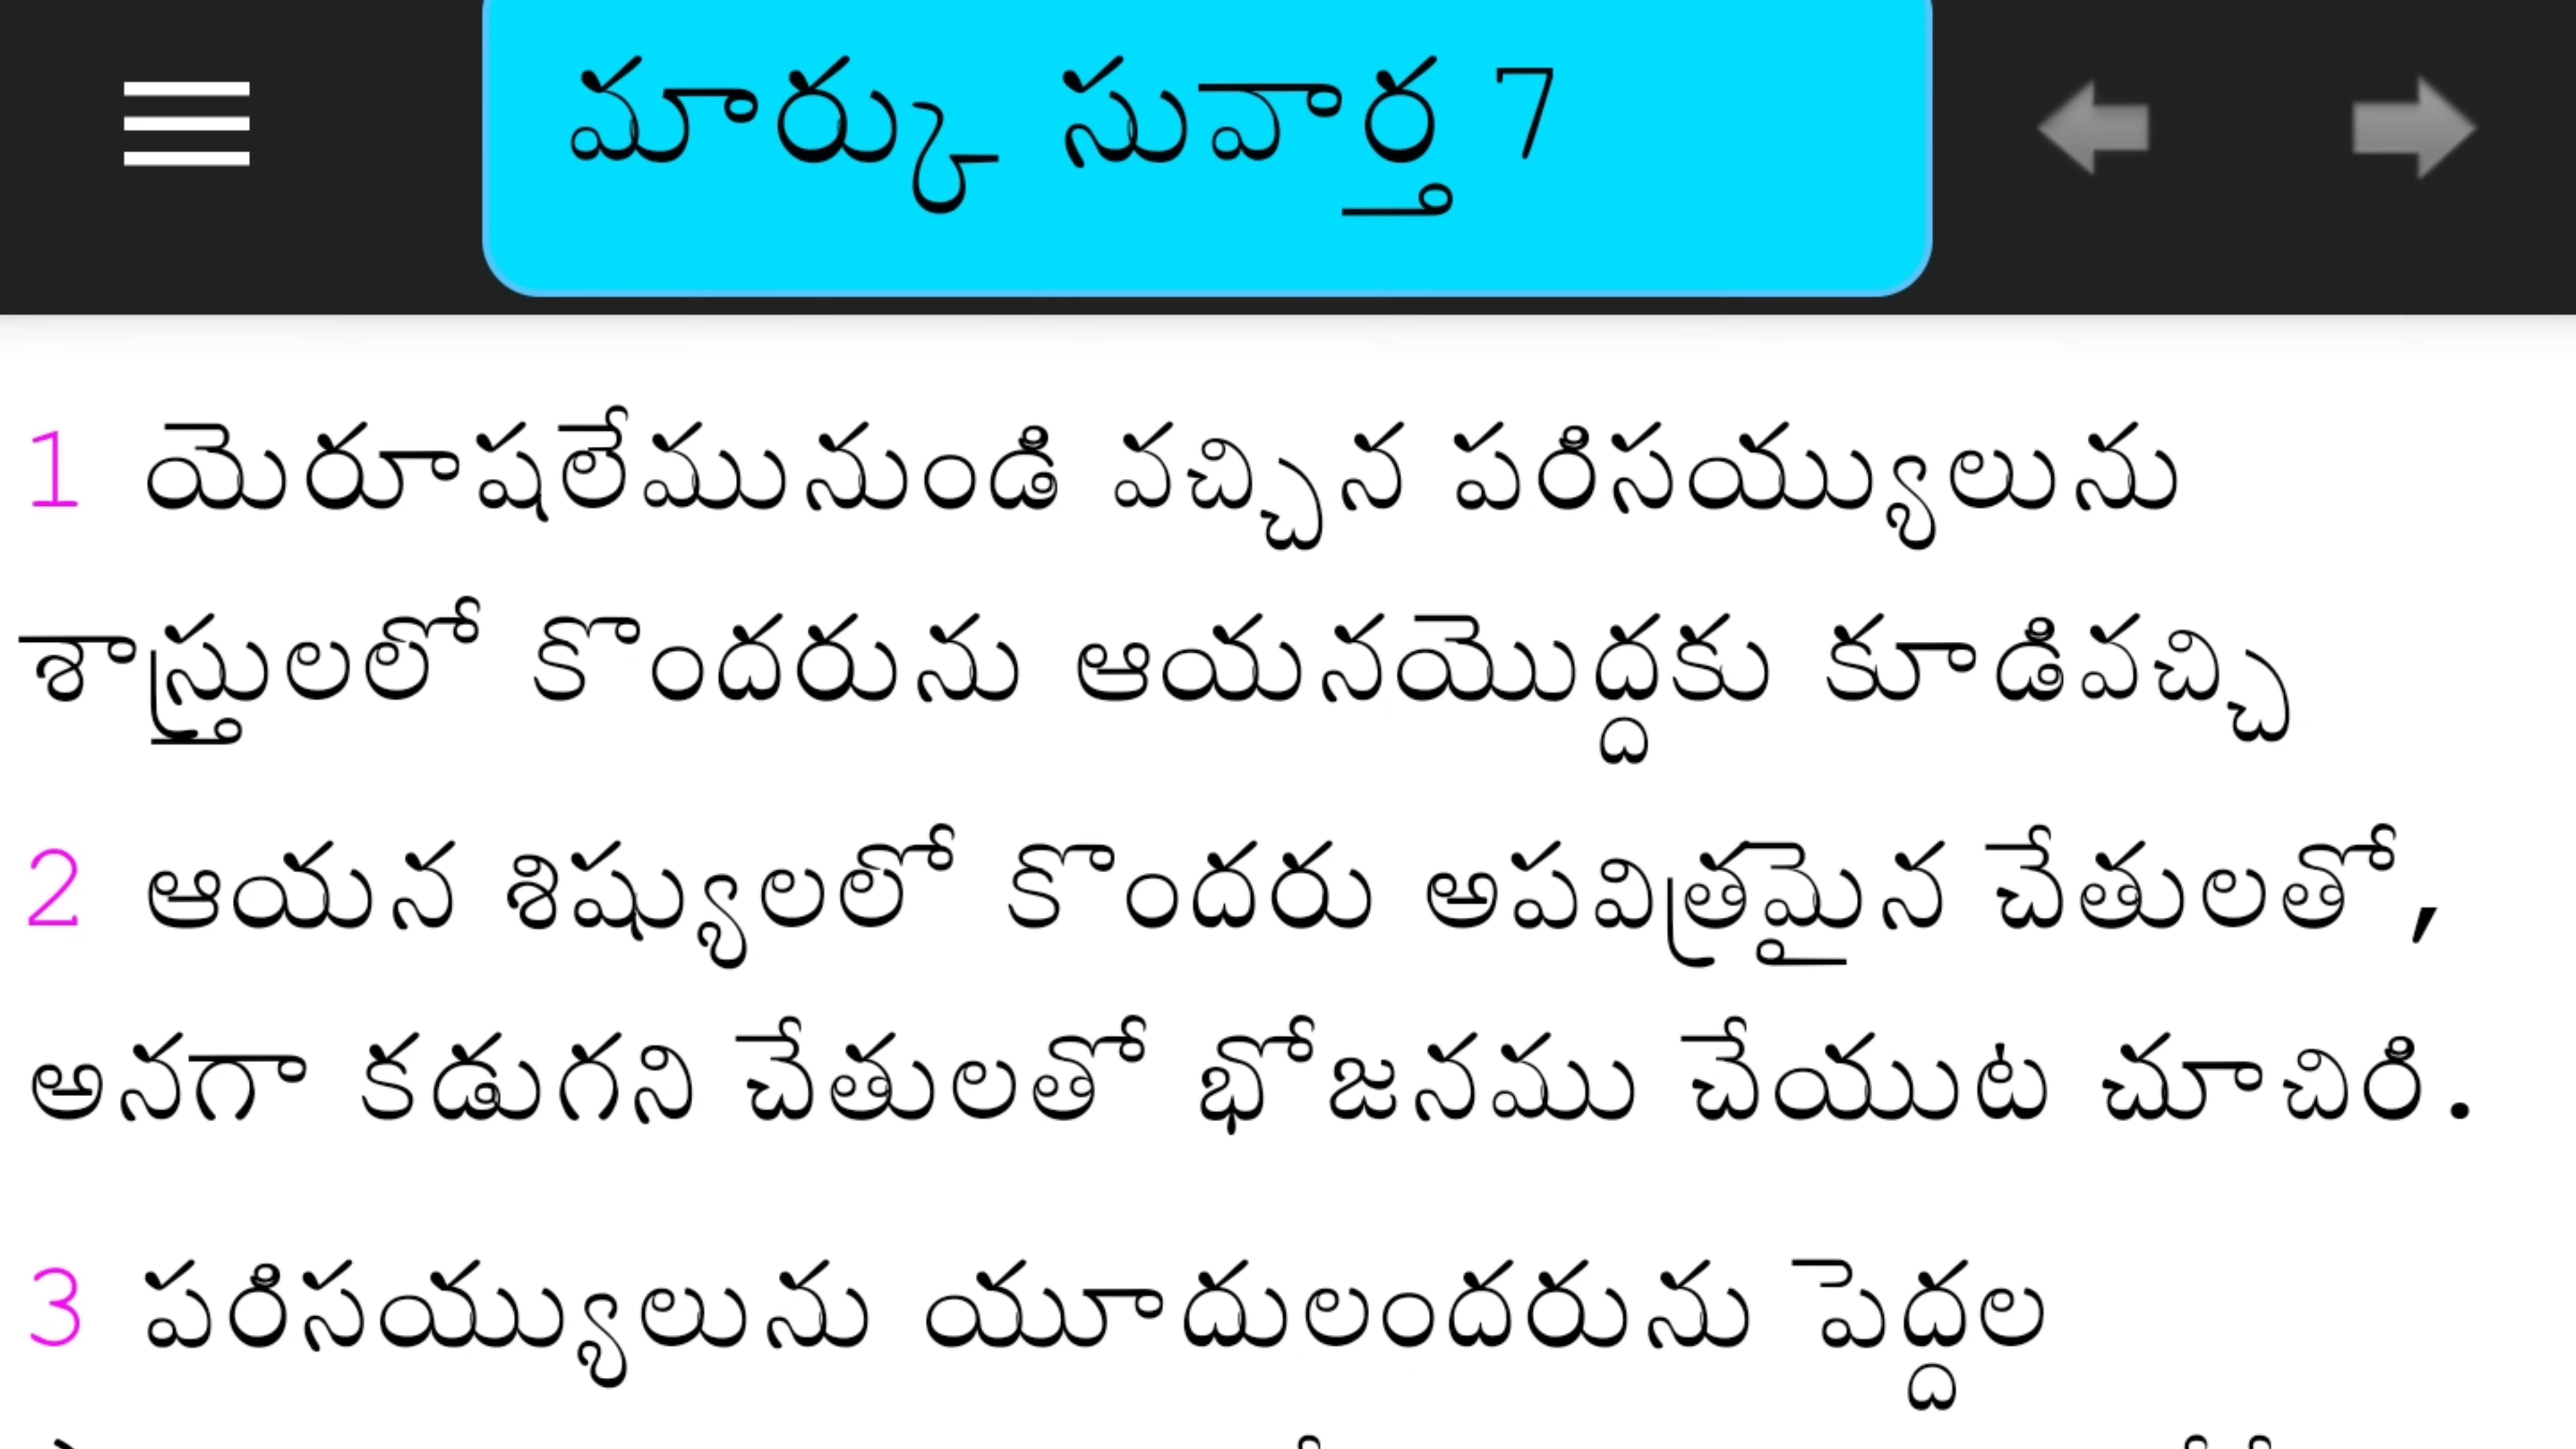 మార్కు సువార్త 7
1 యెరూషలేమునుండి వచ్చిన పరిసయ్యులును
శాస్త్రులలో కొందరును ఆయనయొద్దకు కూడివచ్చి
2 ఆయన శిష్యులలో కొందరు అపవిత్రమైన చేతులతో,
అనగా కడుగని చేతులతో భోజనము చేయుట చూచిరి.
3 పరిసయ్యులును యూదులందరును పెద్దల